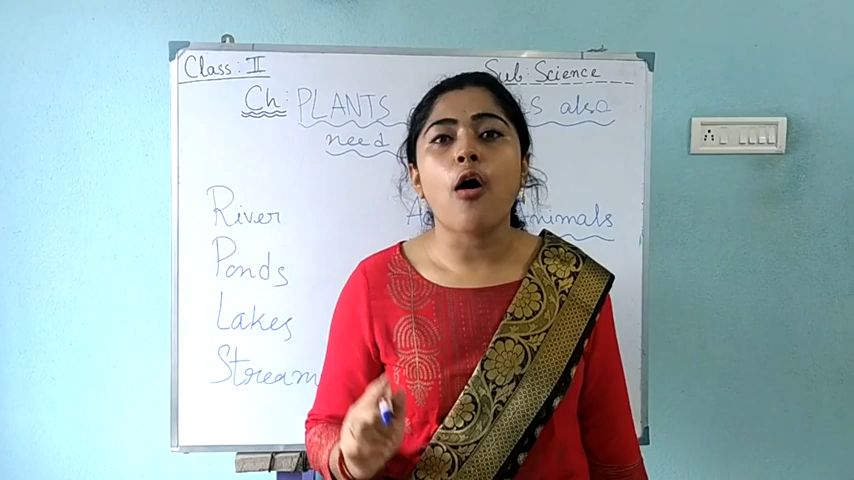 Class : II
Sub : Science
Ch : PLANTS also
need
River
Animals
Ponds
Lakes
Stream